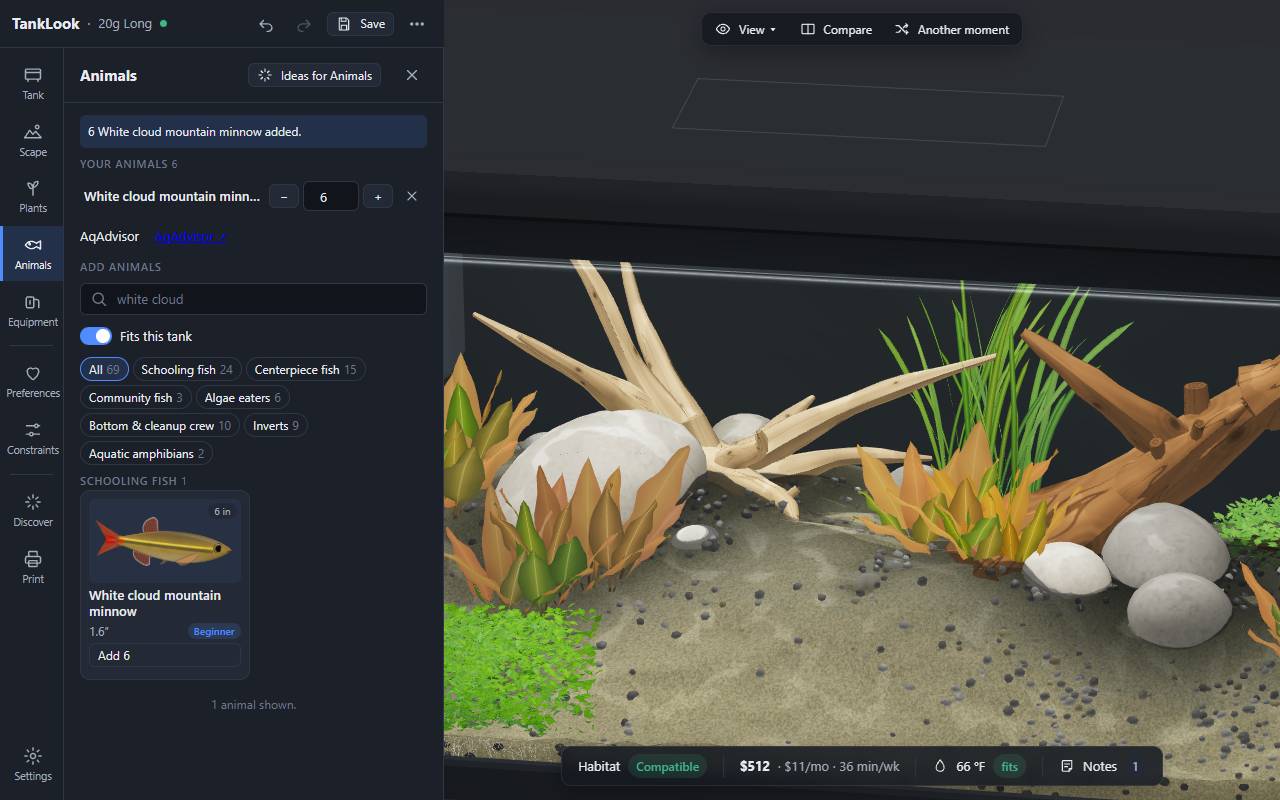 TankLook · 20g Long
Save
View
Compare
Another moment
Tank
Scape
Plants
Animals
Equipment
Preferences
Constraints
Discover
Print
Settings
Animals
Ideas for Animals
6 White cloud mountain minnow added.
YOUR ANIMALS 6
White cloud mountain minn...
− 6 +
AqAdvisor AqAdvisor ↗
ADD ANIMALS
white cloud
Fits this tank
All 69
Schooling fish 24
Centerpiece fish 15
Community fish 3
Algae eaters 6
Bottom & cleanup crew 10
Inverts 9
Aquatic amphibians 2
SCHOOLING FISH 1
6 in
White cloud mountain
minnow
1.6"
Beginner
Add 6
1 animal shown.
Habitat Compatible
$512 · $11/mo · 36 min/wk
66 °F fits
Notes 1